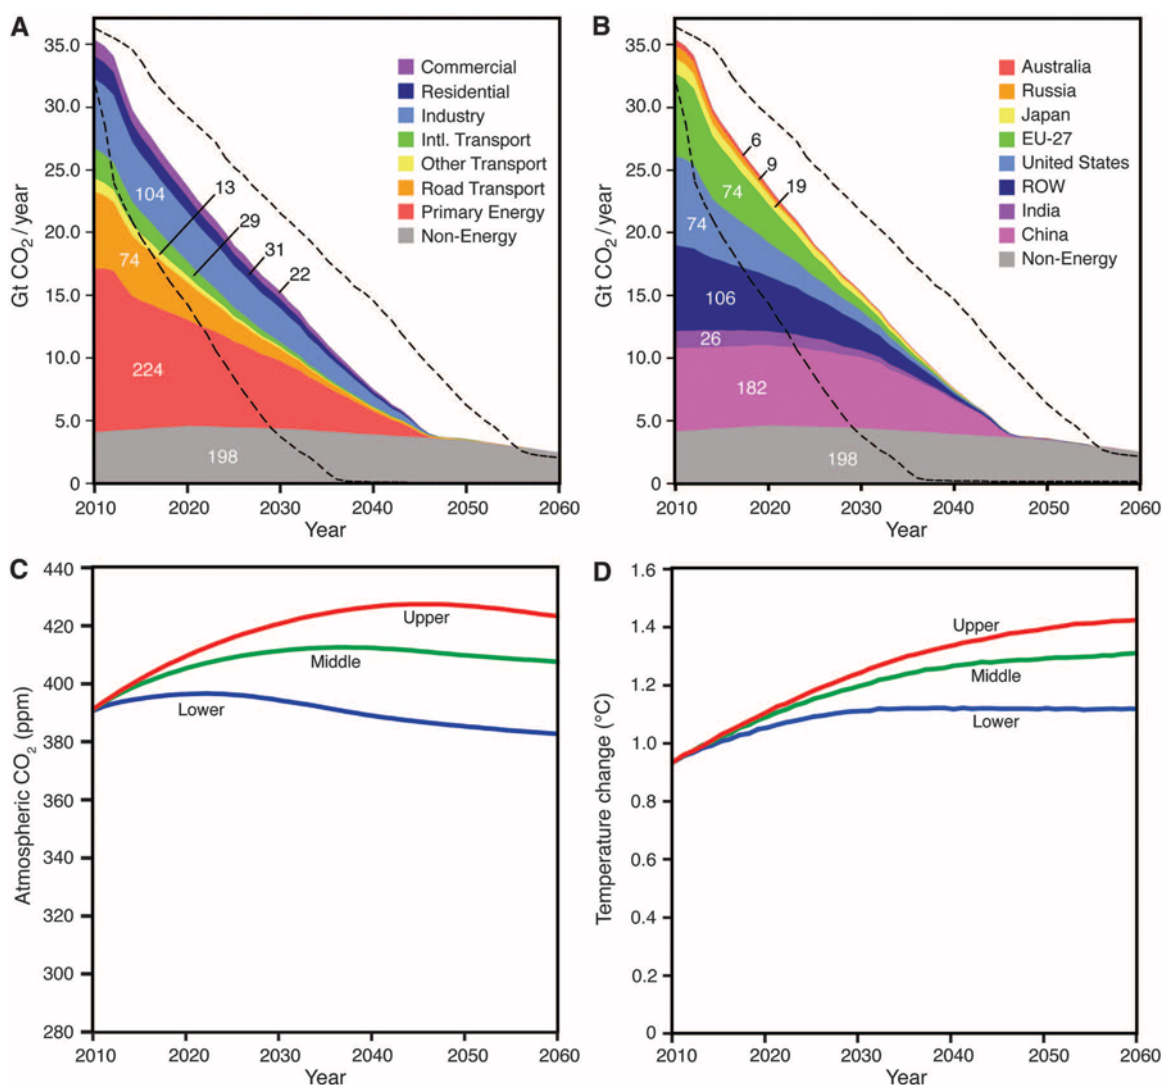 A
Gt CO2/year
35.0
30.0
25.0
20.0
15.0
10.0
5.0
0
Commercial
Residential
Industry
Intl. Transport
Other Transport
Road Transport
Primary Energy
Non-Energy
104
13
29
31
22
74
224
198
2010 2020 2030 2040 2050 2060
Year
B
Gt CO2/year
35.0
30.0
25.0
20.0
15.0
10.0
5.0
0
Australia
Russia
Japan
EU-27
United States
ROW
India
China
Non-Energy
6
9
19
74
74
106
26
182
198
2010 2020 2030 2040 2050 2060
Year
C
Atmospheric CO2 (ppm)
440
420
400
380
360
340
320
300
280
Upper
Middle
Lower
2010 2020 2030 2040 2050 2060
Year
D
Temperature change (°C)
1.6
1.4
1.2
1.0
0.8
0.6
0.4
0.2
0
Upper
Middle
Lower
2010 2020 2030 2040 2050 2060
Year